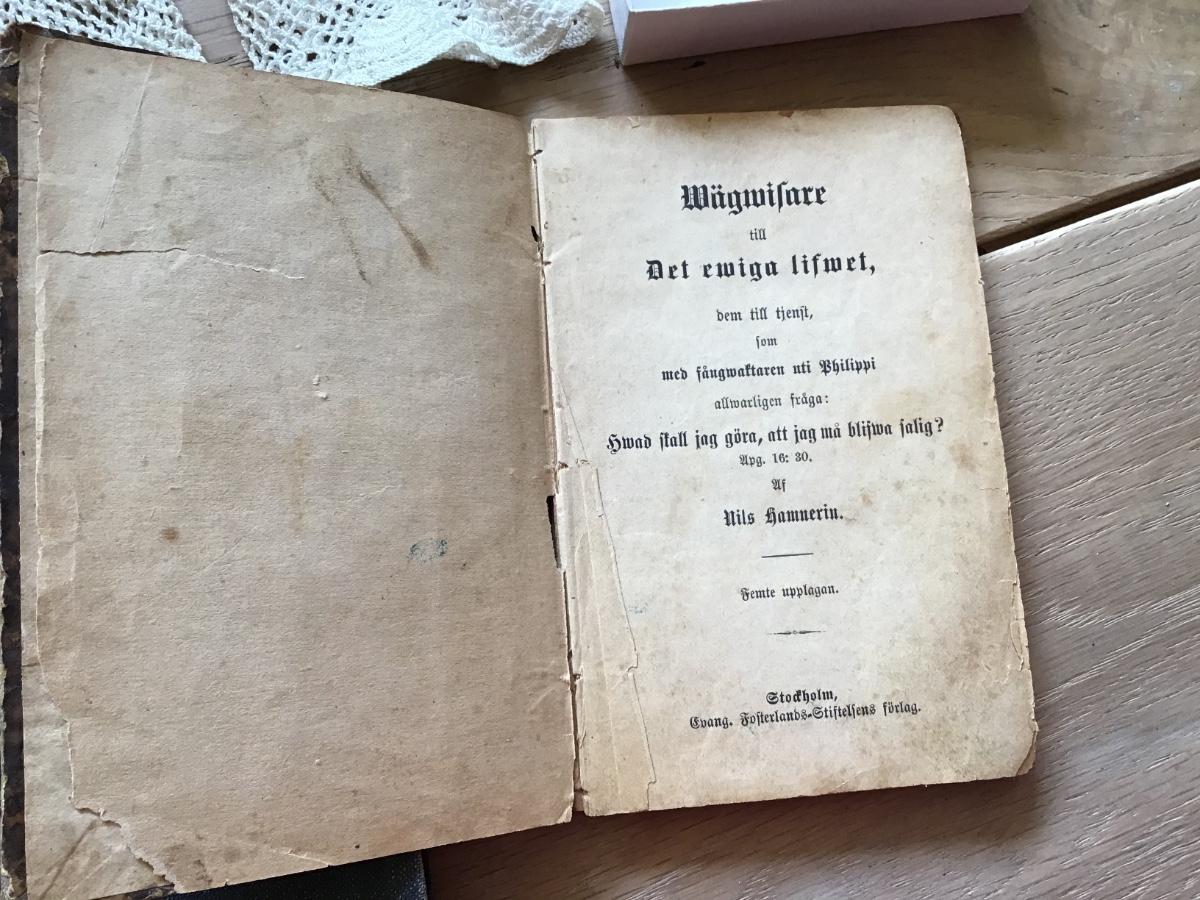 Wägwisare
till
Det ewiga lifwet,
dem till tjenst,
som
med fångwaktaren uti Philippi
allwarligen fråga:
Hwad skall jag göra, att jag må blifwa salig?
Apg. 16: 30.
Af
Nils Hamnerin.
Femte upplagan.
Stockholm,
Evang. Fosterlands-Stiftelsens förlag.